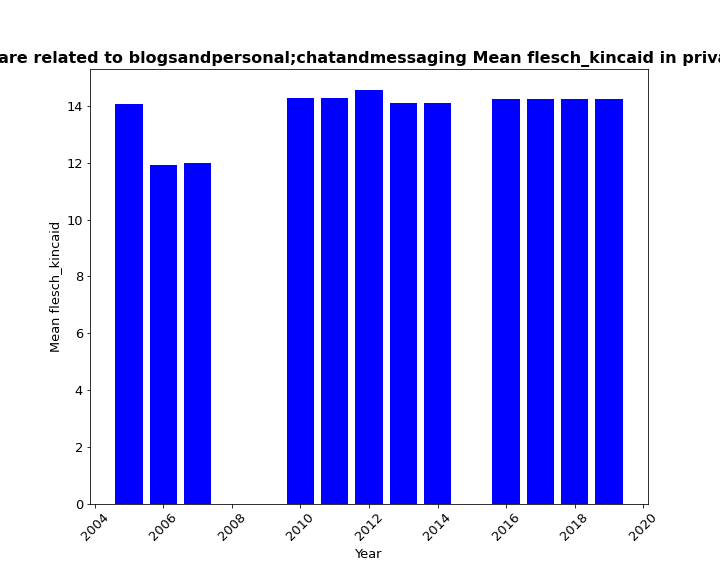 are related to blogsandpersonal;chatandmessaging Mean flesch_kincaid in
14
12
10
8
6
4
2
0
Mean flesch_kincaid
2004 2006 2008 2010 2012 2014 2016 2018 2020
Year